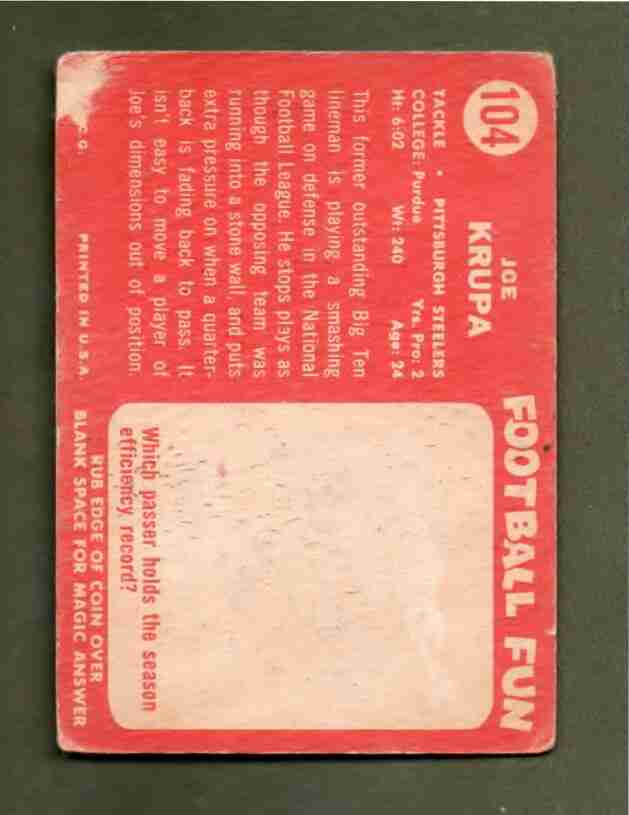 104
JOE
KRUPA
TACKLE • PITTSBURGH STEELERS
COLLEGE: Purdue Yrs. Pro: 2
Ht: 6:02 Wt: 240 Age: 24
This former outstanding Big Ten
lineman is playing a smashing
game on defense in the National
Football League. He stops plays as
though the opposing team was
running into a stone wall, and puts
extra pressure on when a quarter-
back is fading back to pass. It
isn't easy to move a player of
Joe's dimensions out of position.
G. PRINTED IN U.S.A.
FOOTBALL FUN
Which passer holds the season
efficiency record?
RUB EDGE OF COIN OVER
BLANK SPACE FOR MAGIC ANSWER